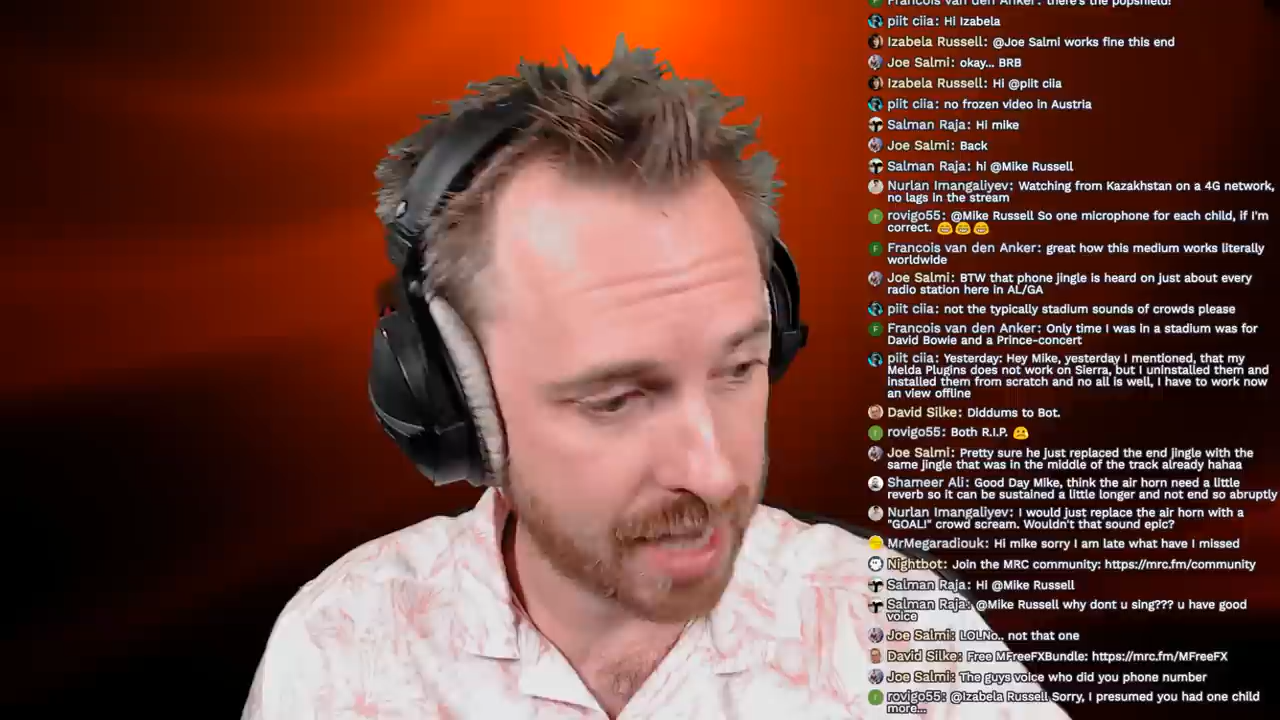 Francois van den Anker: there's the popshield!
piit ciia: Hi Izabela
Izabela Russell: @Joe Salmi works fine this end
Joe Salmi: okay... BRB
Izabela Russell: Hi @piit ciia
piit ciia: no frozen video in Austria
Salman Raja: Hi mike
Joe Salmi: Back
Salman Raja: hi @Mike Russell
Nurlan Imangaliyev: Watching from Kazakhstan on a 4G network,
no lags in the stream
rovigo55: @Mike Russell So one microphone for each child, if I'm
correct. 😂😂😂
Francois van den Anker: great how this medium works literally
worldwide
Joe Salmi: BTW that phone jingle is heard on just about every
radio station here in AL/GA
piit ciia: not the typically stadium sounds of crowds please
Francois van den Anker: Only time I was in a stadium was for
David Bowie and a Prince-concert
piit ciia: Yesterday: Hey Mike, yesterday I mentioned, that my
Melda Plugins does not work on Sierra, but I uninstalled them and
installed them from scratch and no all is well, I have to work now
an view offline
David Silke: Diddums to Bot.
rovigo55: Both R.I.P. 😕
Joe Salmi: Pretty sure he just replaced the end jingle with the
same jingle that was in the middle of the track already hahaa
Shameer Ali: Good Day Mike, think the air horn need a little
reverb so it can be sustained a little longer and not end so abruptly
Nurlan Imangaliyev: I would just replace the air horn with a
"GOAL!" crowd scream. Wouldn't that sound epic?
MrMegaradiouk: Hi mike sorry I am late what have I missed
Nightbot: Join the MRC community: https://mrc.fm/community
Salman Raja: Hi @Mike Russell
Salman Raja: @Mike Russell why dont u sing??? u have good
voice
Joe Salmi: LOLNo.. not that one
David Silke: Free MFreeFXBundle: https://mrc.fm/MFreeFX
Joe Salmi: The guys voice who did you phone number
rovigo55: @Izabela Russell Sorry, I presumed you had one child
more...